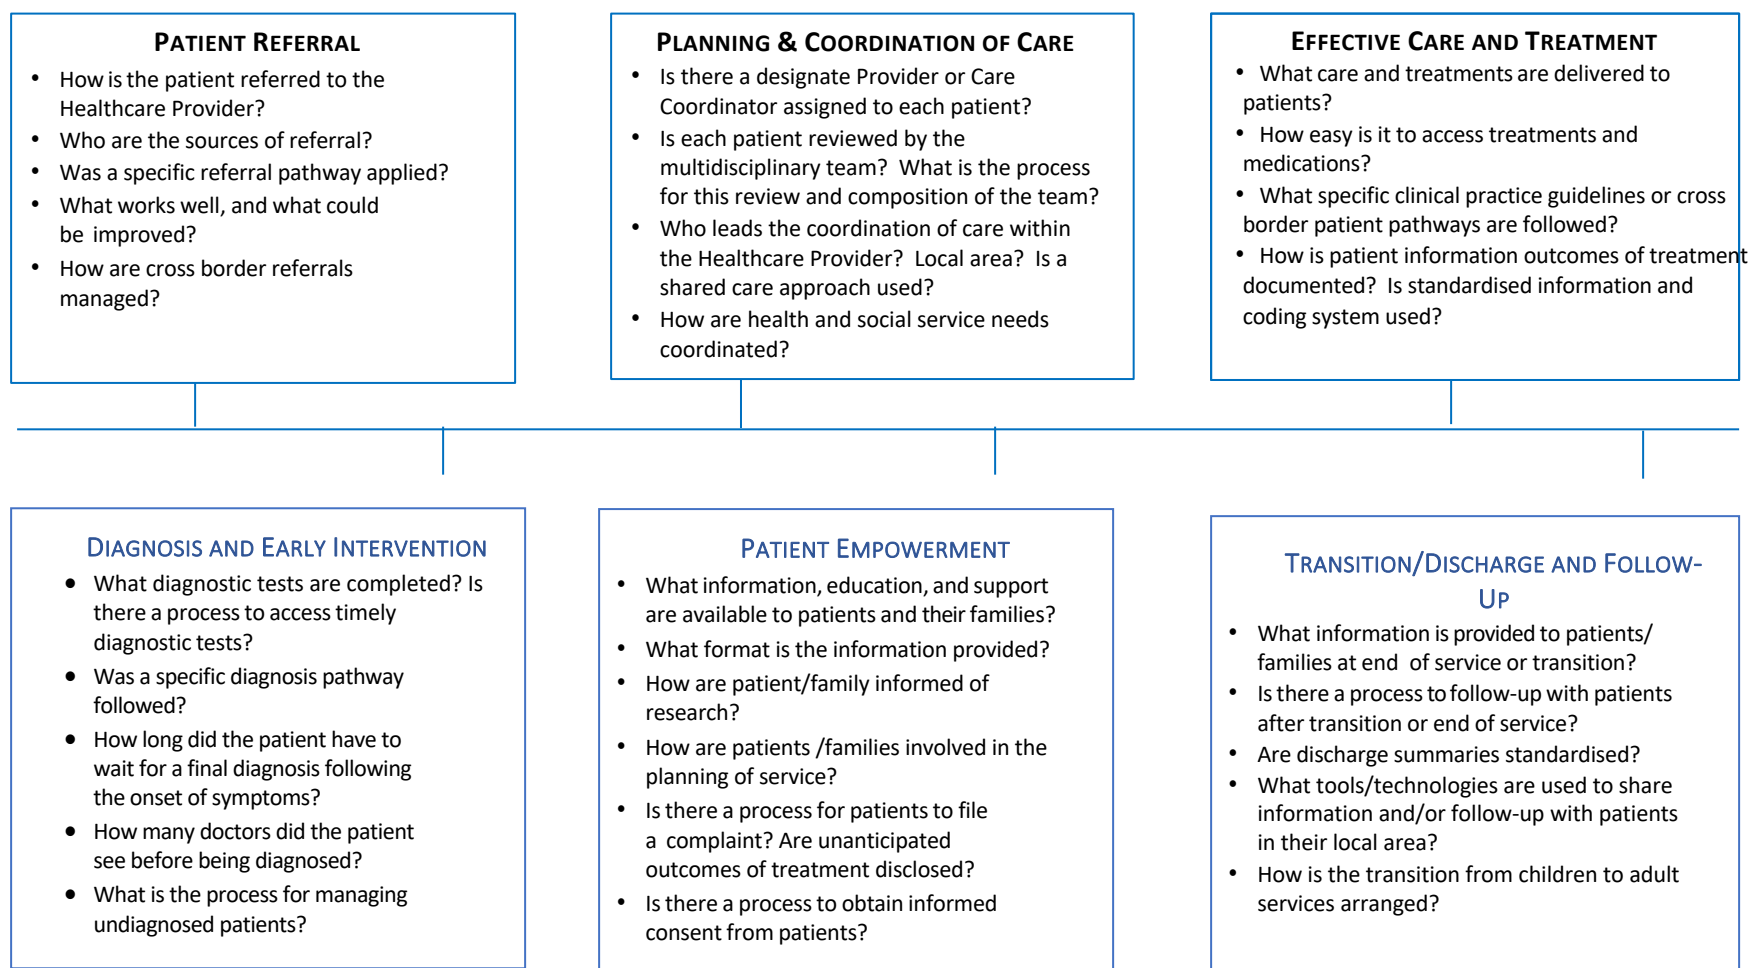 PATIENT REFERRAL
• How is the patient referred to the
Healthcare Provider?
• Who are the sources of referral?
• Was a specific referral pathway applied?
• What works well, and what could
be improved?
• How are cross border referrals
managed?
PLANNING & COORDINATION OF CARE
• Is there a designate Provider or Care
Coordinator assigned to each patient?
• Is each patient reviewed by the
multidisciplinary team? What is the process
for this review and composition of the team?
• Who leads the coordination of care within
the Healthcare Provider? Local area? Is a
shared care approach used?
• How are health and social service needs
coordinated?
EFFECTIVE CARE AND TREATMENT
• What care and treatments are delivered to
patients?
• How easy is it to access treatments and
medications?
• What specific clinical practice guidelines or cross
border patient pathways are followed?
• How is patient information outcomes of treatment
documented? Is standardised information and
coding system used?
DIAGNOSIS AND EARLY INTERVENTION
• What diagnostic tests are completed? Is
there a process to access timely
diagnostic tests?
• Was a specific diagnosis pathway
followed?
• How long did the patient have to
wait for a final diagnosis following
the onset of symptoms?
• How many doctors did the patient
see before being diagnosed?
• What is the process for managing
undiagnosed patients?
PATIENT EMPOWERMENT
• What information, education, and support
are available to patients and their families?
• What format is the information provided?
• How are patient/family informed of
research?
• How are patients /families involved in the
planning of service?
• Is there a process for patients to file
a complaint? Are unanticipated
outcomes of treatment disclosed?
• Is there a process to obtain informed
consent from patients?
TRANSITION/DISCHARGE AND FOLLOW-
UP
• What information is provided to patients/
families at end of service or transition?
• Is there a process to follow-up with patients
after transition or end of service?
• Are discharge summaries standardised?
• What tools/technologies are used to share
information and/or follow-up with patients
in their local area?
• How is the transition from children to adult
services arranged?